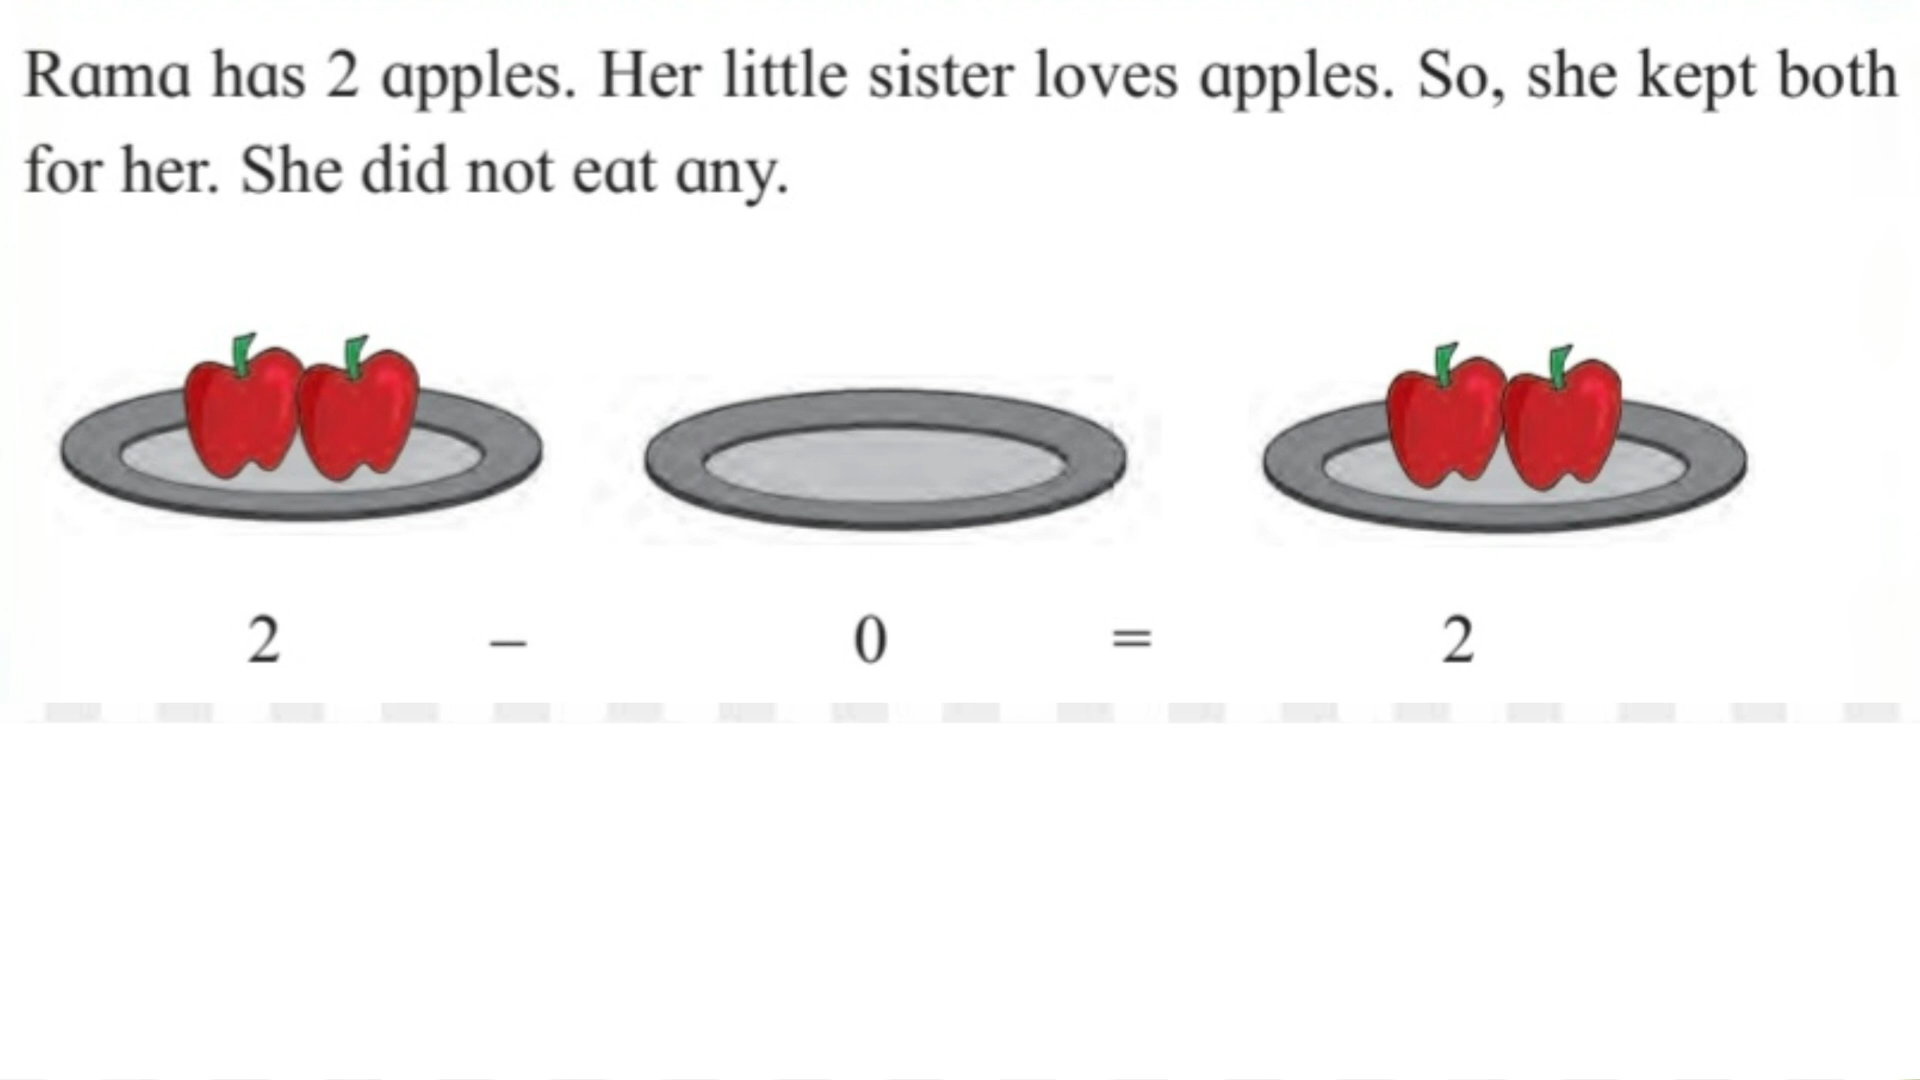 Rama has 2 apples. Her little sister loves apples. So, she kept both
for her. She did not eat any.
2 – 0 = 2